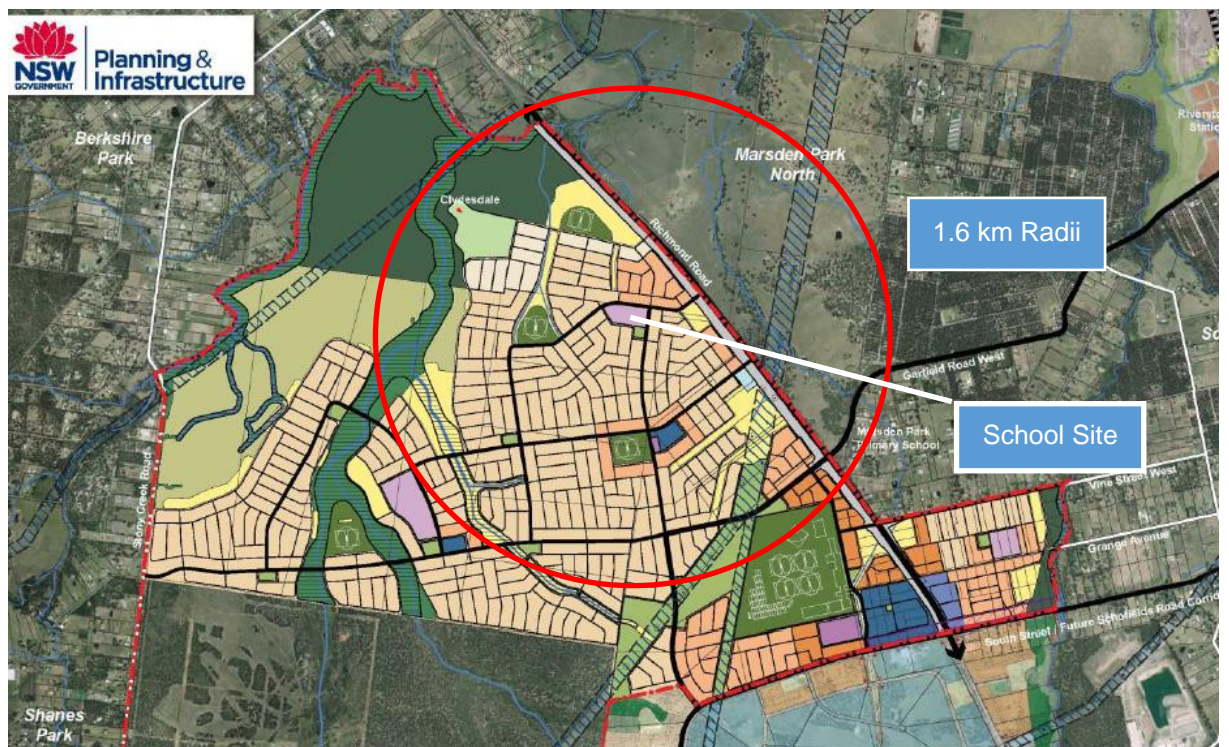 NSW
GOVERNMENT
Planning &
Infrastructure
Berkshire
Park
Clydesdale
Marsden Park
North
Richmond Road
1.6 km Radii
Garfield Road West
School Site
Marsden Park
Primary School
Vine Street West
Grange Avenue
South Street / Future Schofields Road Corrid
Stony Creek Road
Shanes
Park